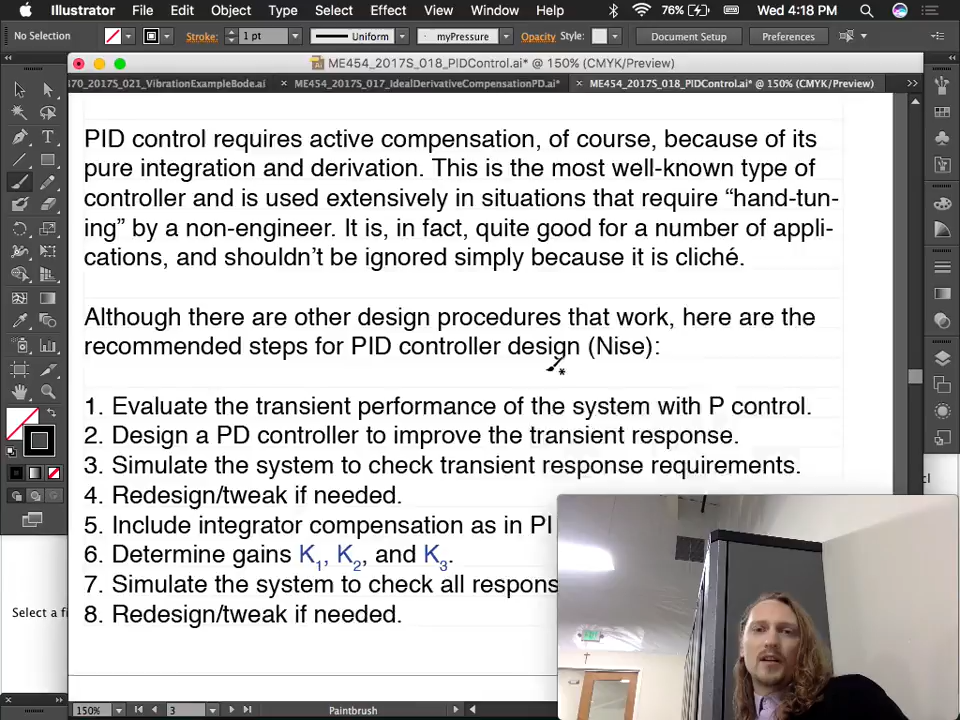 Illustrator File Edit Object Type Select Effect View Window Help 76% Wed 4:18 PM
No Selection Stroke: 1 pt Uniform myPressure Opacity Style: Document Setup Preferences
ME454_2017S_018_PIDControl.ai* @ 150% (CMYK/Preview)
70_2017S_021_VibrationExampleBode.ai × ME454_2017S_017_IdealDerivativeCompensationPD.ai* × ME454_2017S_018_PIDControl.ai* @ 150% (CMYK/Preview)
PID control requires active compensation, of course, because of its
pure integration and derivation. This is the most well-known type of
controller and is used extensively in situations that require “hand-tun-
ing” by a non-engineer. It is, in fact, quite good for a number of appli-
cations, and shouldn’t be ignored simply because it is cliché.
Although there are other design procedures that work, here are the
recommended steps for PID controller design (Nise):
1. Evaluate the transient performance of the system with P control.
2. Design a PD controller to improve the transient response.
3. Simulate the system to check transient response requirements.
4. Redesign/tweak if needed.
5. Include integrator compensation as in PI
6. Determine gains K1, K2, and K3.
7. Simulate the system to check all respons
8. Redesign/tweak if needed.
Select a fi
150% 3 Paintbrush